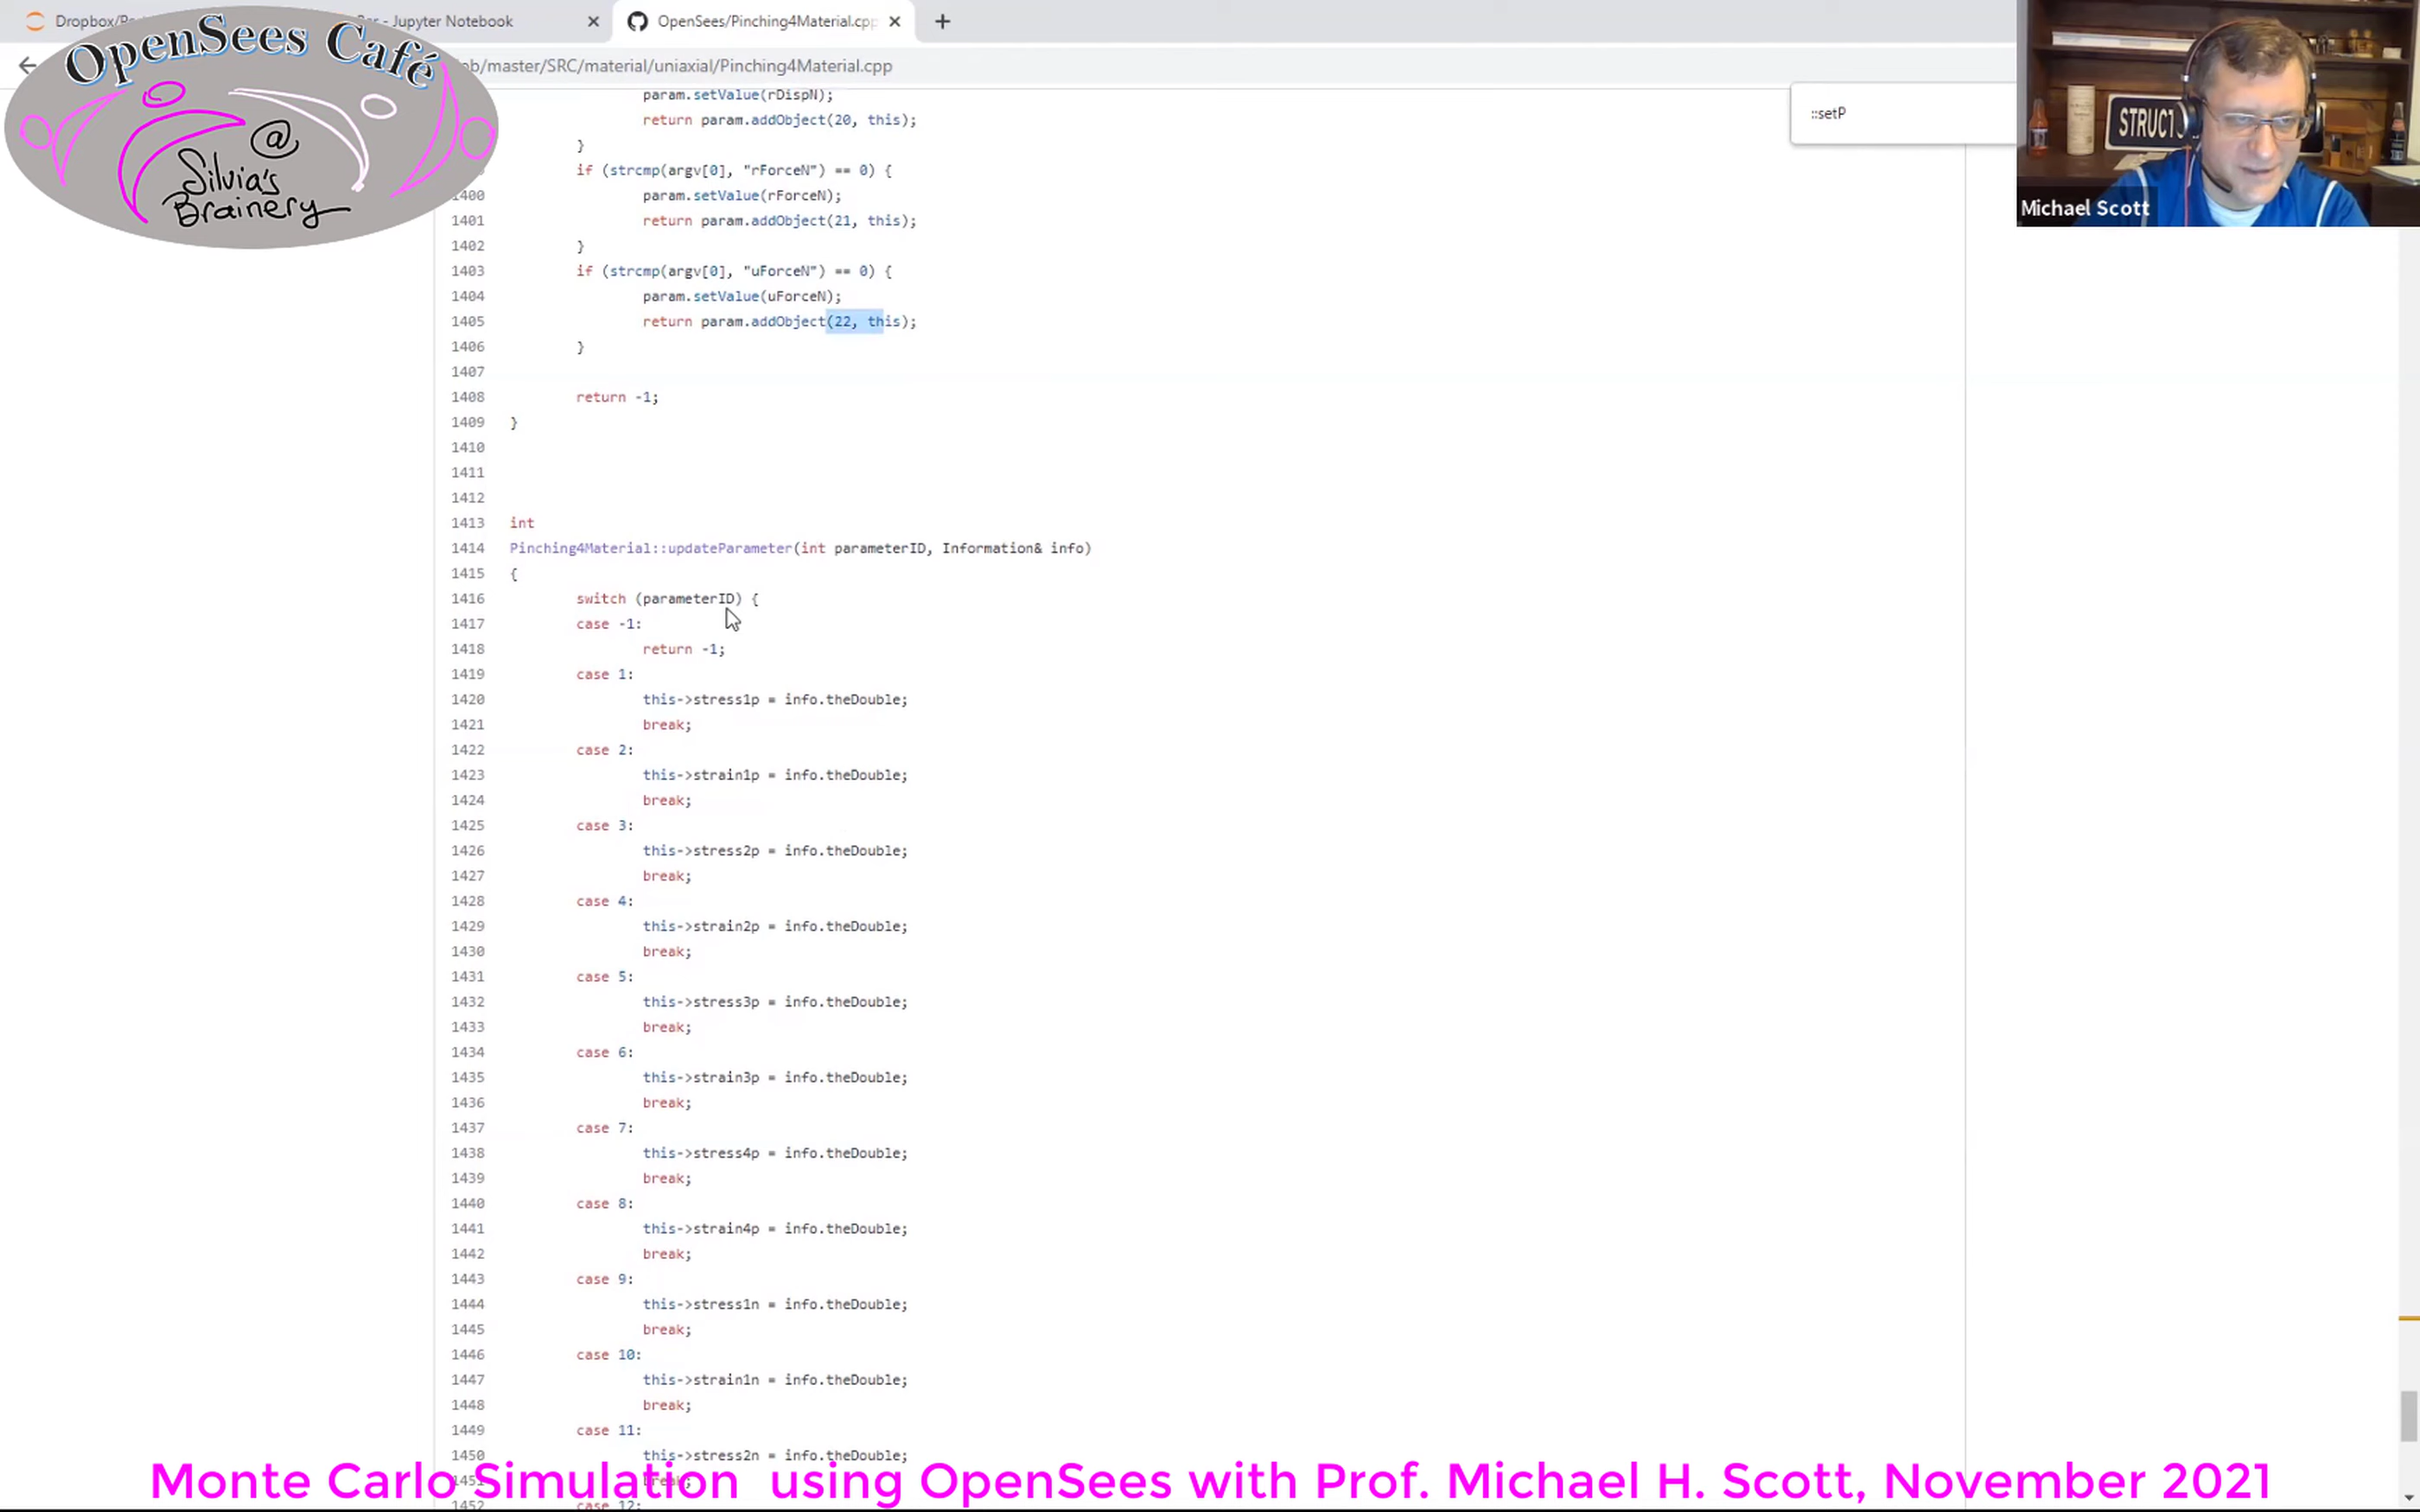 Dropbox/
- Jupyter Notebook
OpenSees/Pinching4Material.cpp
OpenSees Café
@
Silvia's
Brainery
ob/master/SRC/material/uniaxial/Pinching4Material.cpp
::setP
STRUCT
Michael Scott
param.setValue(rDispN);
return param.addObject(20, this);
}
if (strcmp(argv[0], "rForceN") == 0) {
1400 param.setValue(rForceN);
1401 return param.addObject(21, this);
1402 }
1403 if (strcmp(argv[0], "uForceN") == 0) {
1404 param.setValue(uForceN);
1405 return param.addObject(22, this);
1406 }
1407
1408 return -1;
1409 }
1410
1411
1412
1413 int
1414 Pinching4Material::updateParameter(int parameterID, Information& info)
1415 {
1416 switch (parameterID) {
1417 case -1:
1418 return -1;
1419 case 1:
1420 this->stress1p = info.theDouble;
1421 break;
1422 case 2:
1423 this->strain1p = info.theDouble;
1424 break;
1425 case 3:
1426 this->stress2p = info.theDouble;
1427 break;
1428 case 4:
1429 this->strain2p = info.theDouble;
1430 break;
1431 case 5:
1432 this->stress3p = info.theDouble;
1433 break;
1434 case 6:
1435 this->strain3p = info.theDouble;
1436 break;
1437 case 7:
1438 this->stress4p = info.theDouble;
1439 break;
1440 case 8:
1441 this->strain4p = info.theDouble;
1442 break;
1443 case 9:
1444 this->stress1n = info.theDouble;
1445 break;
1446 case 10:
1447 this->strain1n = info.theDouble;
1448 break;
1449 case 11:
1450 this->stress2n = info.theDouble;
1451 break;
1452 case 12:
Monte Carlo Simulation using OpenSees with Prof. Michael H. Scott, November 2021